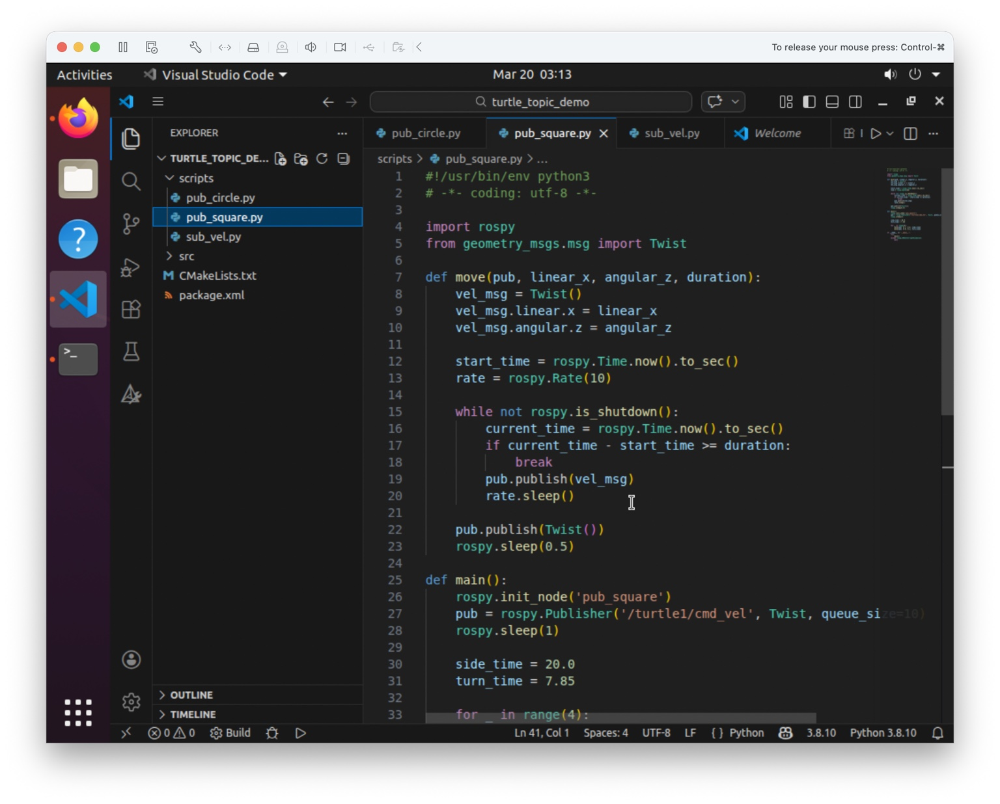 To release your mouse press: Control-⌘
Activities
Visual Studio Code
Mar 20 03:13
turtle_topic_demo
EXPLORER
pub_circle.py
pub_square.py
sub_vel.py
Welcome
TURTLE_TOPIC_DE...
scripts
pub_circle.py
pub_square.py
sub_vel.py
src
CMakeLists.txt
package.xml
OUTLINE
TIMELINE
scripts > pub_square.py > ...
1 #!/usr/bin/env python3
2 # -*- coding: utf-8 -*-
3
4 import rospy
5 from geometry_msgs.msg import Twist
6
7 def move(pub, linear_x, angular_z, duration):
8 vel_msg = Twist()
9 vel_msg.linear.x = linear_x
10 vel_msg.angular.z = angular_z
11
12 start_time = rospy.Time.now().to_sec()
13 rate = rospy.Rate(10)
14
15 while not rospy.is_shutdown():
16 current_time = rospy.Time.now().to_sec()
17 if current_time - start_time >= duration:
18 break
19 pub.publish(vel_msg)
20 rate.sleep()
21
22 pub.publish(Twist())
23 rospy.sleep(0.5)
24
25 def main():
26 rospy.init_node('pub_square')
27 pub = rospy.Publisher('/turtle1/cmd_vel', Twist, queue_size=10)
28 rospy.sleep(1)
29
30 side_time = 20.0
31 turn_time = 7.85
32
33 for _ in range(4):
0 0 Build
Ln 41, Col 1 Spaces: 4 UTF-8 LF { } Python 3.8.10 Python 3.8.10